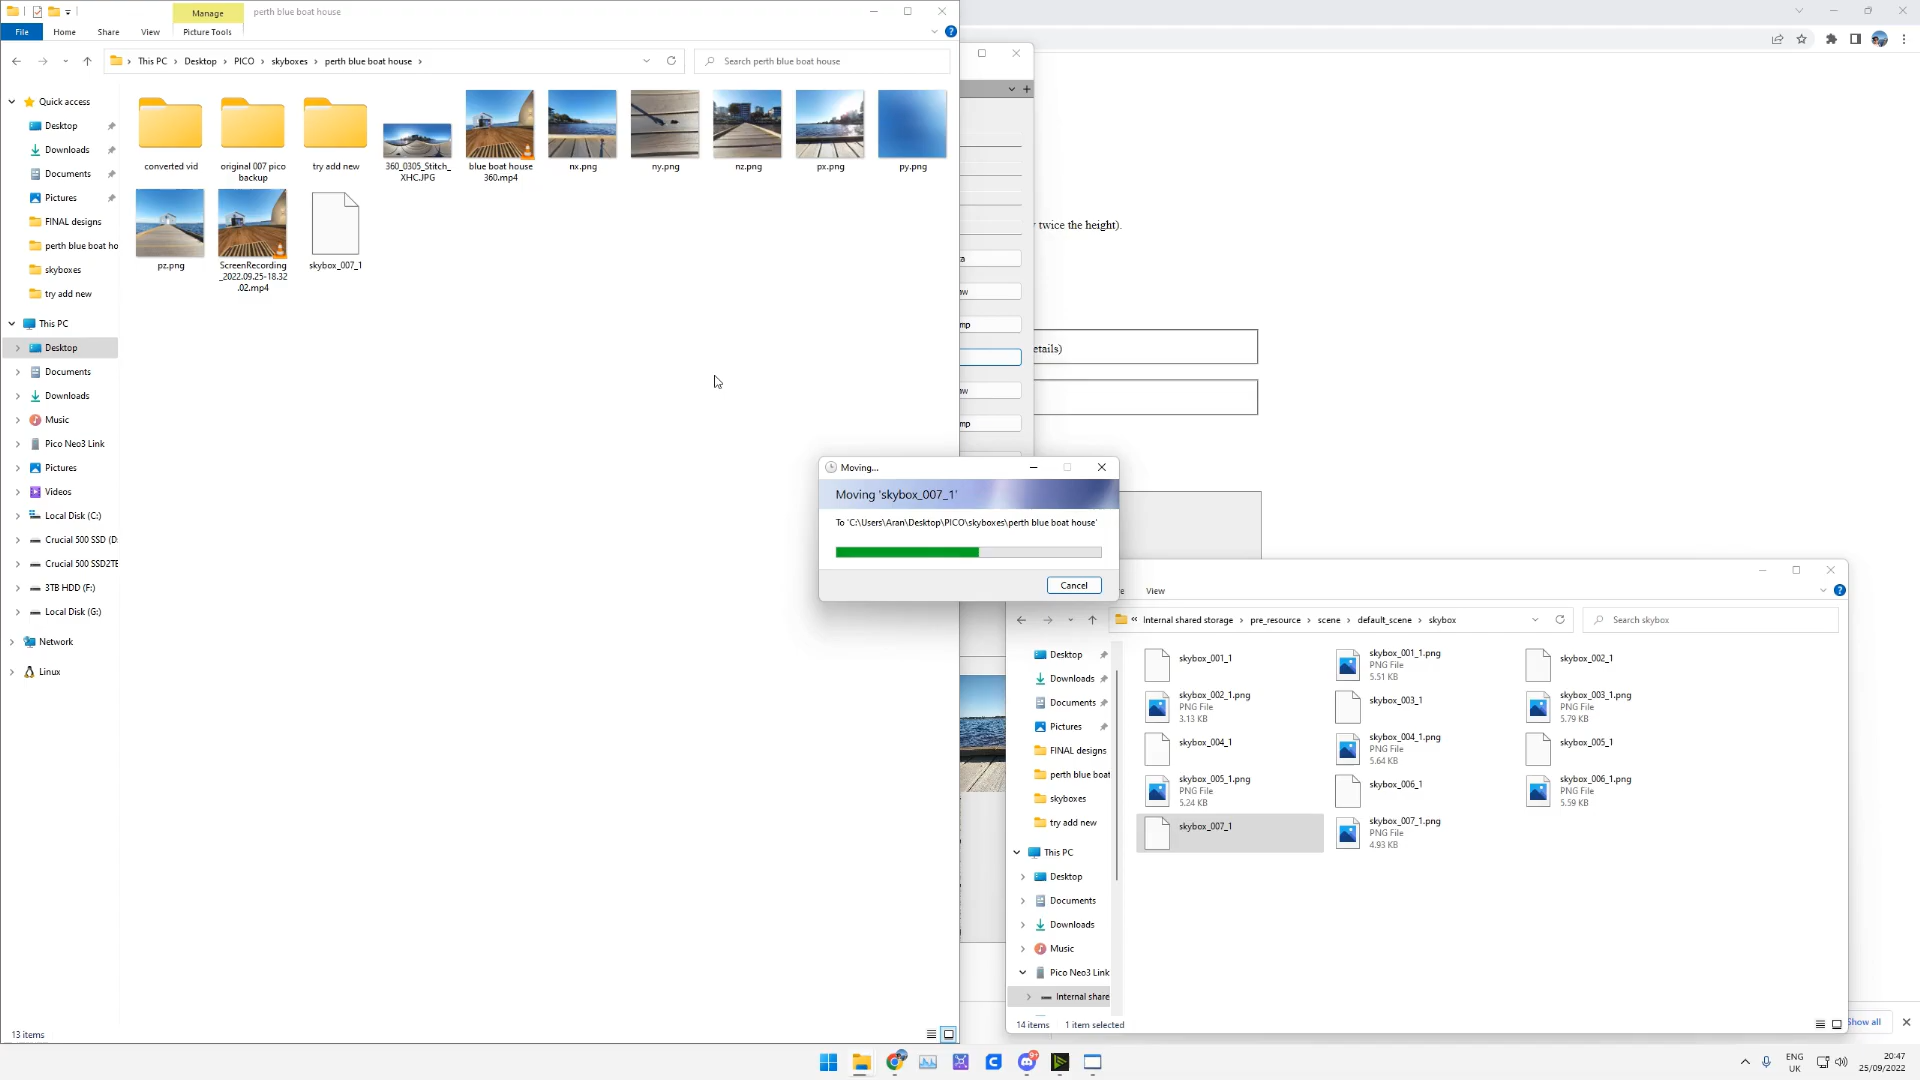 Manage
perth blue boat house
File
Home
Share
View
Picture Tools
This PC
Desktop
PICO
skyboxes
perth blue boat house
Search perth blue boat house
Quick access
Desktop
Downloads
Documents
Pictures
FINAL designs
perth blue boat ho
skyboxes
try add new
This PC
Desktop
Documents
Downloads
Music
Pico Neo3 Link
Pictures
Videos
Local Disk (C:)
Crucial 500 SSD (D:
Crucial 500 SSD2TE
3TB HDD (F:)
Local Disk (G:)
Network
Linux
converted vid
original 007 pico
backup
try add new
360_0305_Stitch_
XHC.JPG
blue boat house
360.mp4
nx.png
ny.png
nz.png
px.png
py.png
pz.png
ScreenRecording
_2022.09.25-18.32
.02.mp4
skybox_007_1
13 items
twice the height).
etails)
Moving...
Moving 'skybox_007_1'
To 'C:\Users\Aran\Desktop\PICO\skyboxes\perth blue boat house'
Cancel
View
« Internal shared storage
pre_resource
scene
default_scene
skybox
Search skybox
Desktop
Downloads
Documents
Pictures
FINAL designs
perth blue boat
skyboxes
try add new
This PC
Desktop
Documents
Downloads
Music
Pico Neo3 Link
Internal share
skybox_001_1
skybox_001_1.png
PNG File
5.51 KB
skybox_002_1
skybox_002_1.png
PNG File
3.13 KB
skybox_003_1
skybox_003_1.png
PNG File
5.79 KB
skybox_004_1
skybox_004_1.png
PNG File
5.64 KB
skybox_005_1
skybox_005_1.png
PNG File
5.24 KB
skybox_006_1
skybox_006_1.png
PNG File
5.59 KB
skybox_007_1
skybox_007_1.png
PNG File
4.93 KB
14 items
1 item selected
Show all
ENG
UK
20:47
25/09/2022